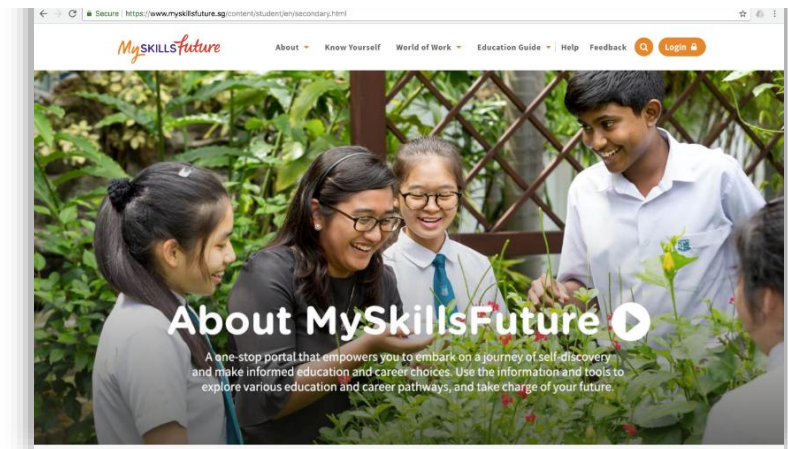 Secure | https://www.myskillsfuture.sg/content/student/en/secondary.html
MySKILLSfuture
About Know Yourself World of Work Education Guide | Help Feedback Login
About MySkillsFuture
A one-stop portal that empowers you to embark on a journey of self-discovery
and make informed education and career choices. Use the information and tools to
explore various education and career pathways, and take charge of your future.